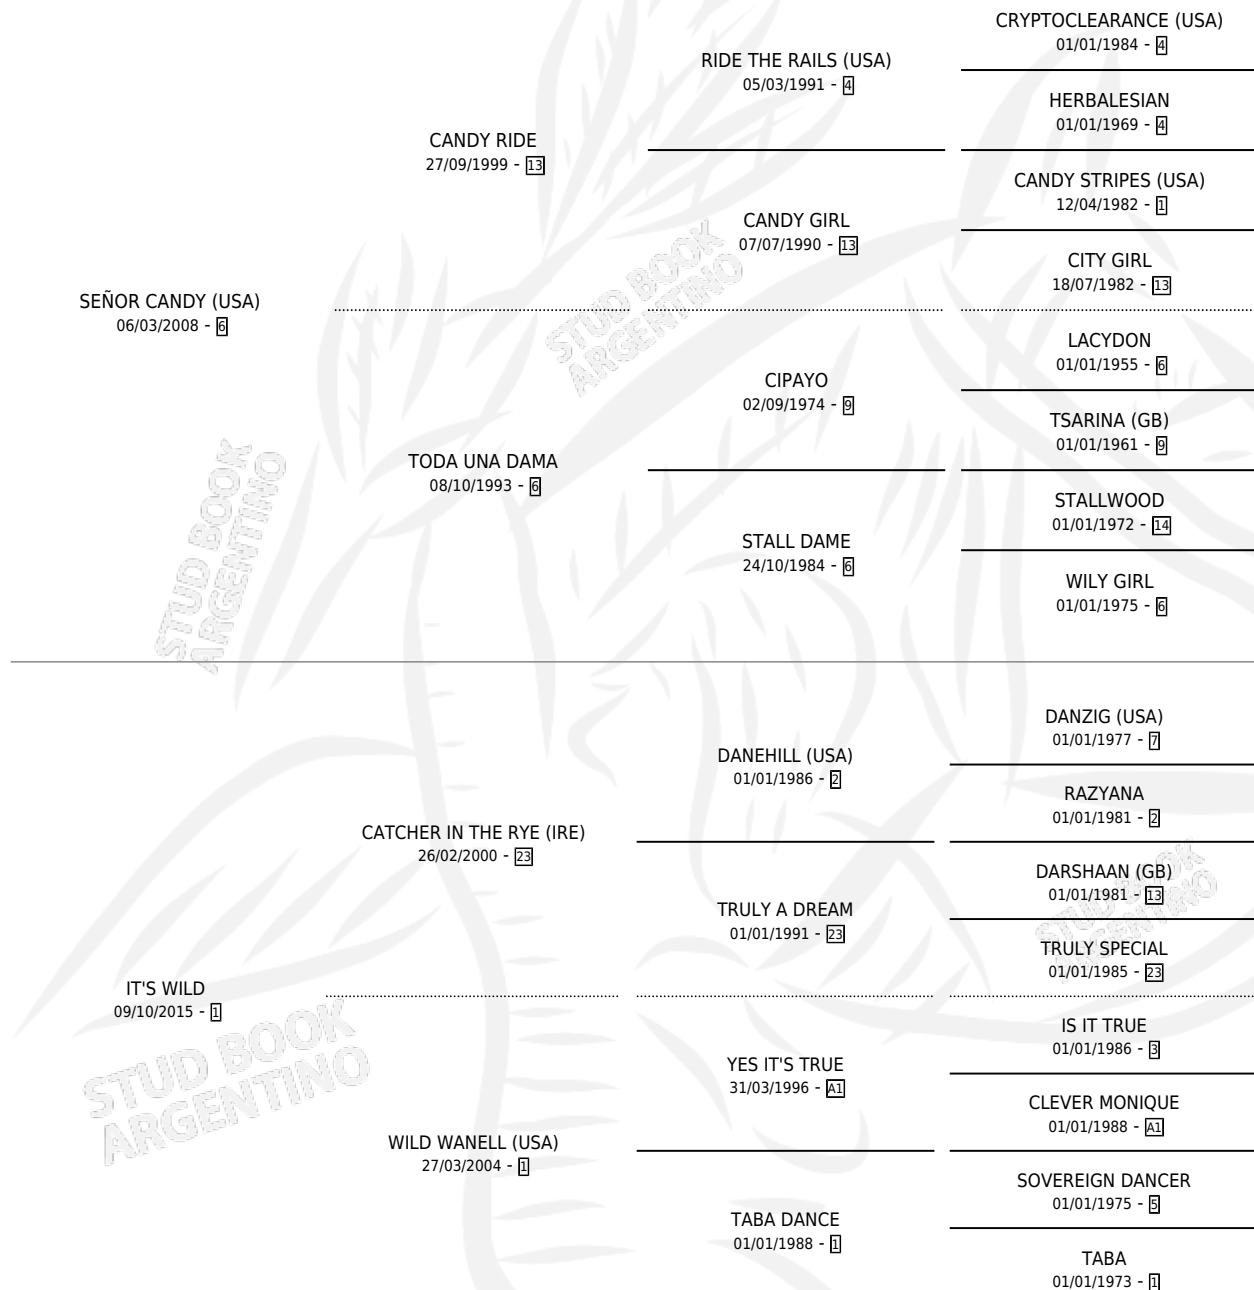 SEÑOR CANDY (USA)
06/03/2008 - 6
CANDY RIDE
27/09/1999 - 13
TODA UNA DAMA
08/10/1993 - 6
RIDE THE RAILS (USA)
05/03/1991 - 4
CANDY GIRL
07/07/1990 - 13
CIPAYO
02/09/1974 - 9
STALL DAME
24/10/1984 - 6
CRYPTOCLEARANCE (USA)
01/01/1984 - 4
HERBALESIAN
01/01/1969 - 4
CANDY STRIPES (USA)
12/04/1982 - 1
CITY GIRL
18/07/1982 - 13
LACYDON
01/01/1955 - 6
TSARINA (GB)
01/01/1961 - 9
STALLWOOD
01/01/1972 - 14
WILY GIRL
01/01/1975 - 6
STUD BOOK
ARGENTINO
STUD BOOK
ARGENTINO
IT'S WILD
09/10/2015 - 1
CATCHER IN THE RYE (IRE)
26/02/2000 - 23
WILD WANELL (USA)
27/03/2004 - 1
DANEHILL (USA)
01/01/1986 - 2
TRULY A DREAM
01/01/1991 - 23
YES IT'S TRUE
31/03/1996 - A1
TABA DANCE
01/01/1988 - 1
DANZIG (USA)
01/01/1977 - 7
RAZYANA
01/01/1981 - 2
DARSHAAN (GB)
01/01/1981 - 13
TRULY SPECIAL
01/01/1985 - 23
IS IT TRUE
01/01/1986 - 3
CLEVER MONIQUE
01/01/1988 - A1
SOVEREIGN DANCER
01/01/1975 - 5
TABA
01/01/1973 - 1
STUD BOOK
ARGENTINO
STUD BOOK
ARGENTINO